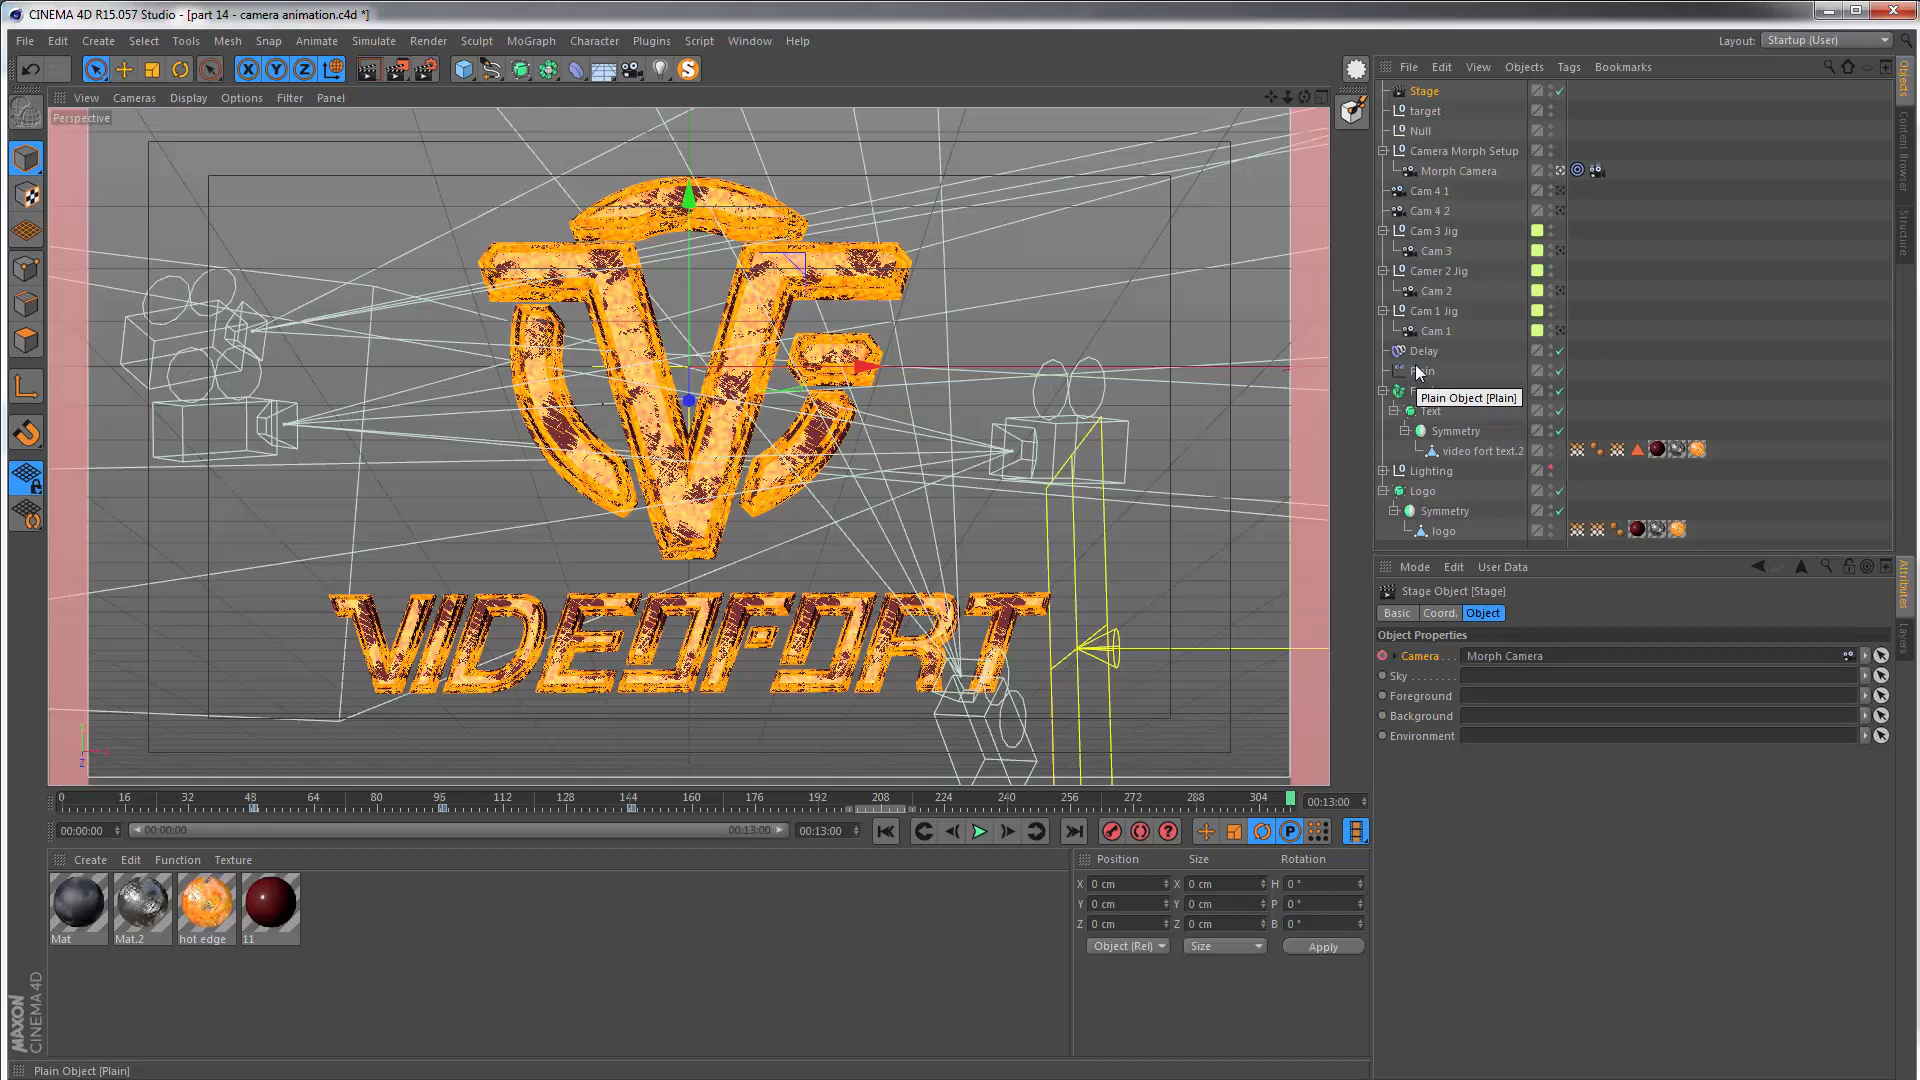 CINEMA 4D R15.057 Studio - [part 14 - camera animation.c4d *]
File Edit Create Select Tools Mesh Snap Animate Simulate Render Sculpt MoGraph Character Plugins Script Window Help
Layout: Startup (User)
X Y Z
View Cameras Display Options Filter Panel
Perspective
VIDEOFORT
Y X Z
0 16 32 48 64 80 96 112 128 144 160 176 192 208 224 240 256 272 288 304
00:13:00
00:00:00 00:00:00 00:13:00 00:13:00
Create Edit Function Texture
Mat Mat.2 hot edge 11
Position Size Rotation
X 0 cm X 0 cm H 0 °
Y 0 cm Y 0 cm P 0 °
Z 0 cm Z 0 cm B 0 °
Object (Rel) Size Apply
MAXON
CINEMA 4D
Plain Object [Plain]
File Edit View Objects Tags Bookmarks
Stage
target
Null
Camera Morph Setup
Morph Camera
Cam 4 1
Cam 4 2
Cam 3 Jig
Cam 3
Camer 2 Jig
Cam 2
Cam 1 Jig
Cam 1
Delay
Plain Object [Plain]
Text
Symmetry
video fort text.2
Lighting
Logo
Symmetry
logo
Mode Edit User Data
Stage Object [Stage]
Basic Coord. Object
Object Properties
Camera . . . Morph Camera
Sky . . . . . . . .
Foreground
Background
Environment
Objects
Content Browser
Structure
Attributes
Layers